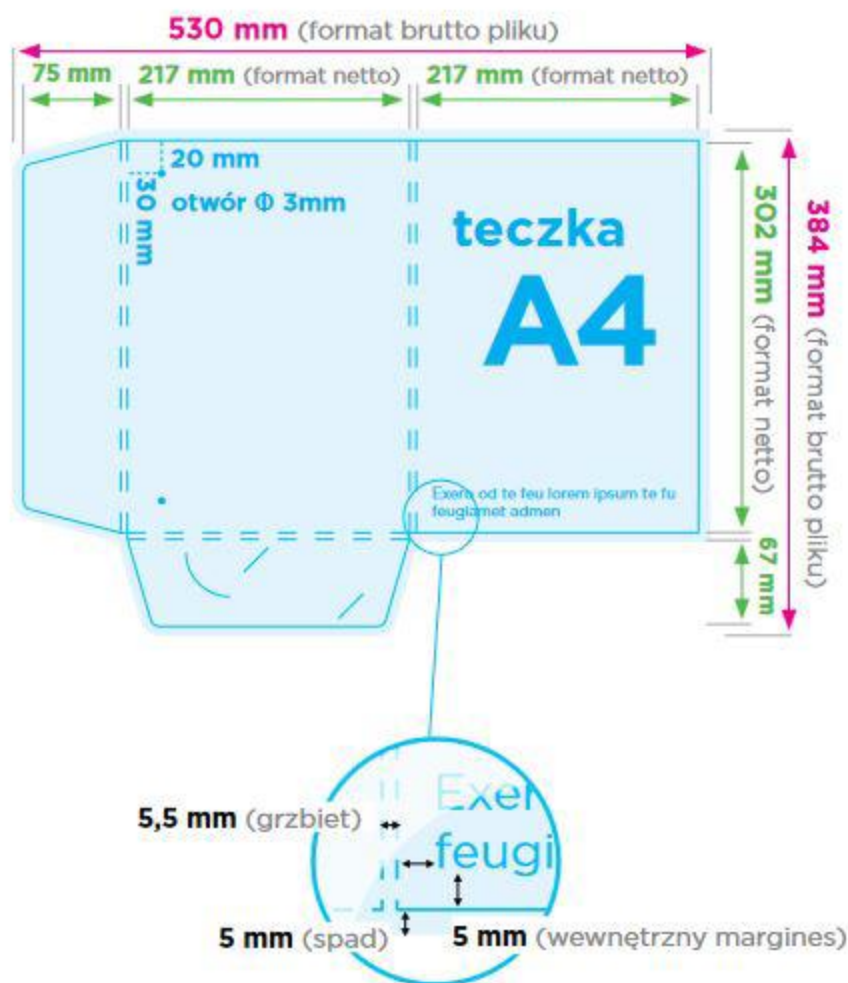 530 mm (format brutto pliku)
75 mm
217 mm (format netto)
217 mm (format netto)
20 mm
30 mm
otwór Φ 3mm
teczka
A4
302 mm (format netto)
384 mm (format brutto pliku)
Exero od te feu lorem ipsum te fu
feugiamet admen
67 mm
Exer
feugi
5,5 mm (grzbiet)
5 mm (spad)
5 mm (wewnętrzny margines)